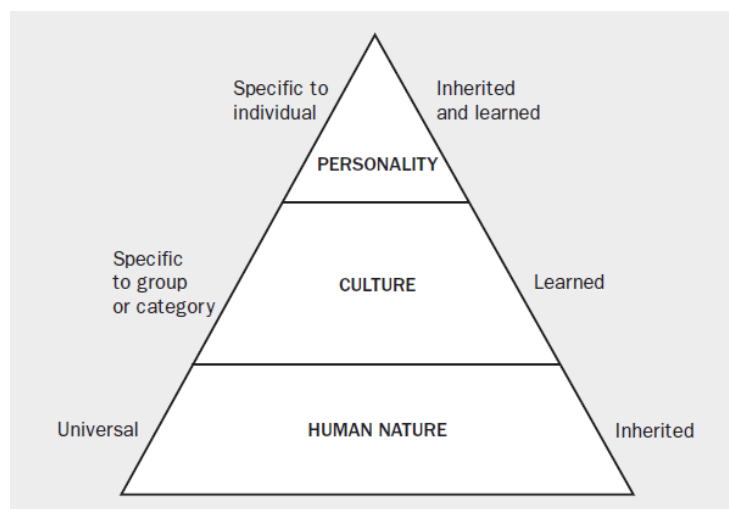 Specific to
individual
Inherited
and learned
PERSONALITY
Specific
to group
or category
CULTURE
Learned
Universal
HUMAN NATURE
Inherited